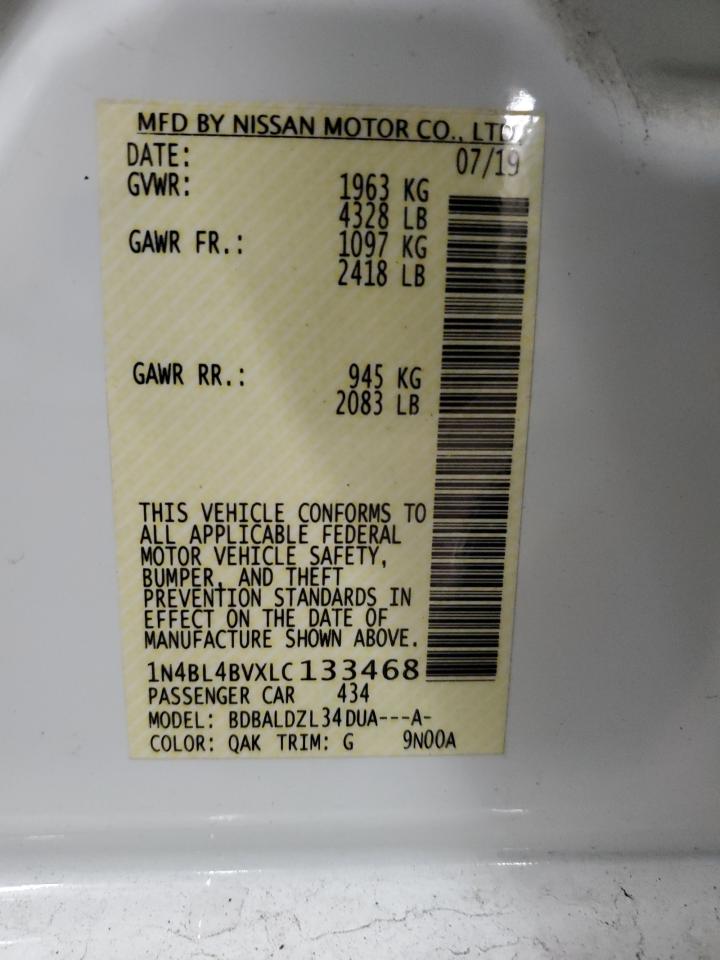 MFD BY NISSAN MOTOR CO., LTD.
DATE: 07/19
GVWR: 1963 KG
4328 LB
GAWR FR.: 1097 KG
2418 LB
GAWR RR.: 945 KG
2083 LB
THIS VEHICLE CONFORMS TO
ALL APPLICABLE FEDERAL
MOTOR VEHICLE SAFETY,
BUMPER, AND THEFT
PREVENTION STANDARDS IN
EFFECT ON THE DATE OF
MANUFACTURE SHOWN ABOVE.
1N4BL4BVXLC133468
PASSENGER CAR 434
MODEL: BDBALDZL34DUA---A-
COLOR: QAK TRIM: G 9N00A